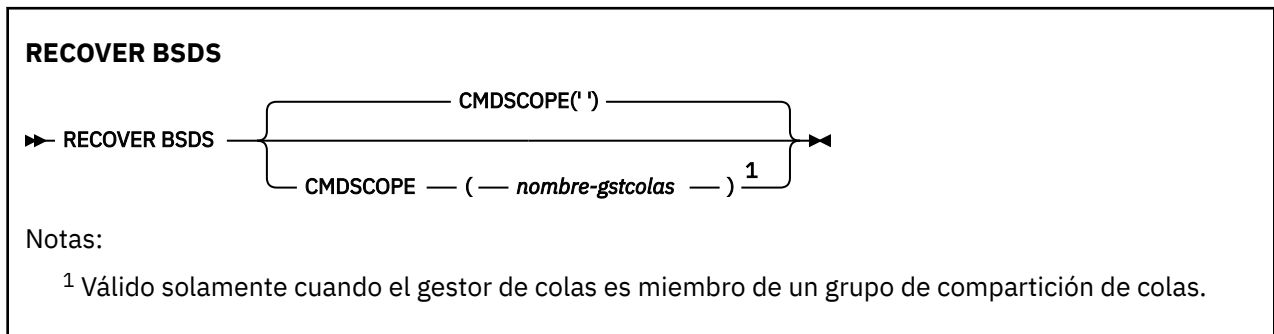 RECOVER BSDS
CMDSCOPE(' ')
RECOVER BSDS
CMDSCOPE ( nombre-gstcolas ) 1
Notas:
1 Válido solamente cuando el gestor de colas es miembro de un grupo de compartición de colas.